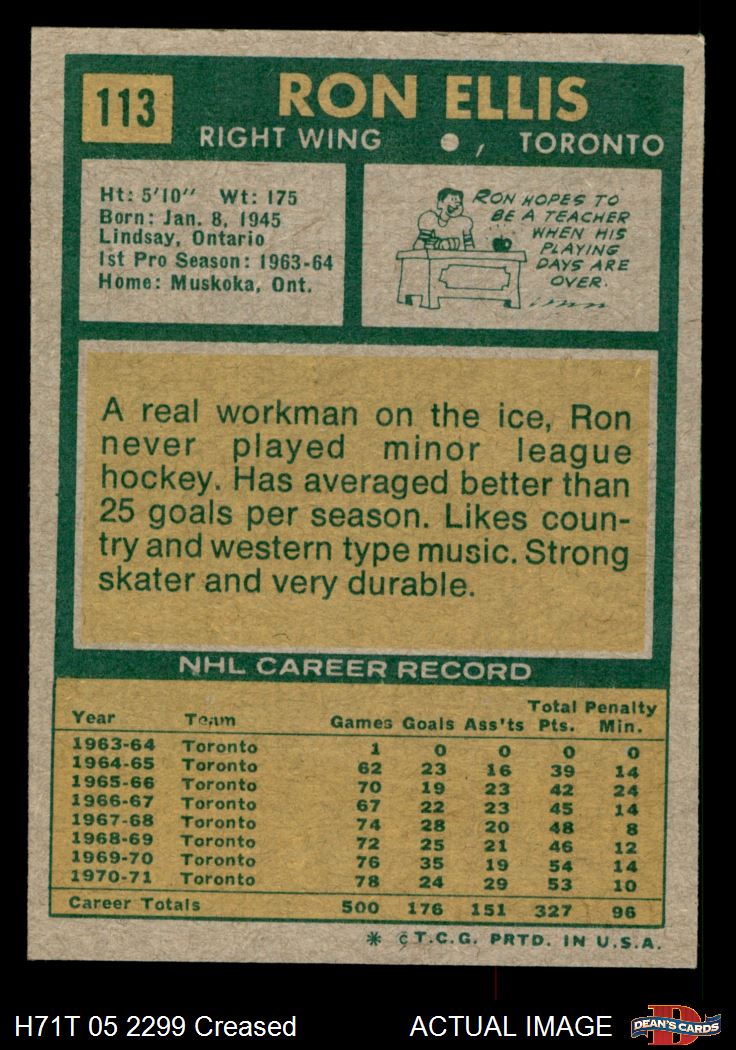 113
RON ELLIS
RIGHT WING , TORONTO
Ht: 5'10" Wt: 175
Born: Jan. 8, 1945
Lindsay, Ontario
1st Pro Season: 1963-64
Home: Muskoka, Ont.
RON HOPES TO
BE A TEACHER
WHEN HIS
PLAYING
DAYS ARE
OVER.
A real workman on the ice, Ron
never played minor league
hockey. Has averaged better than
25 goals per season. Likes coun-
try and western type music. Strong
skater and very durable.
NHL CAREER RECORD
Year Team Games Goals Ass'ts Total Pts. Penalty Min.
1963-64 Toronto 1 0 0 0 0
1964-65 Toronto 62 23 16 39 14
1965-66 Toronto 70 19 23 42 24
1966-67 Toronto 67 22 23 45 14
1967-68 Toronto 74 28 20 48 8
1968-69 Toronto 72 25 21 46 12
1969-70 Toronto 76 35 19 54 14
1970-71 Toronto 78 24 29 53 10
Career Totals 500 176 151 327 96
* © T.C.G. PRTD. IN U.S.A.
H71T 05 2299 Creased ACTUAL IMAGE DEAN'S CARDS